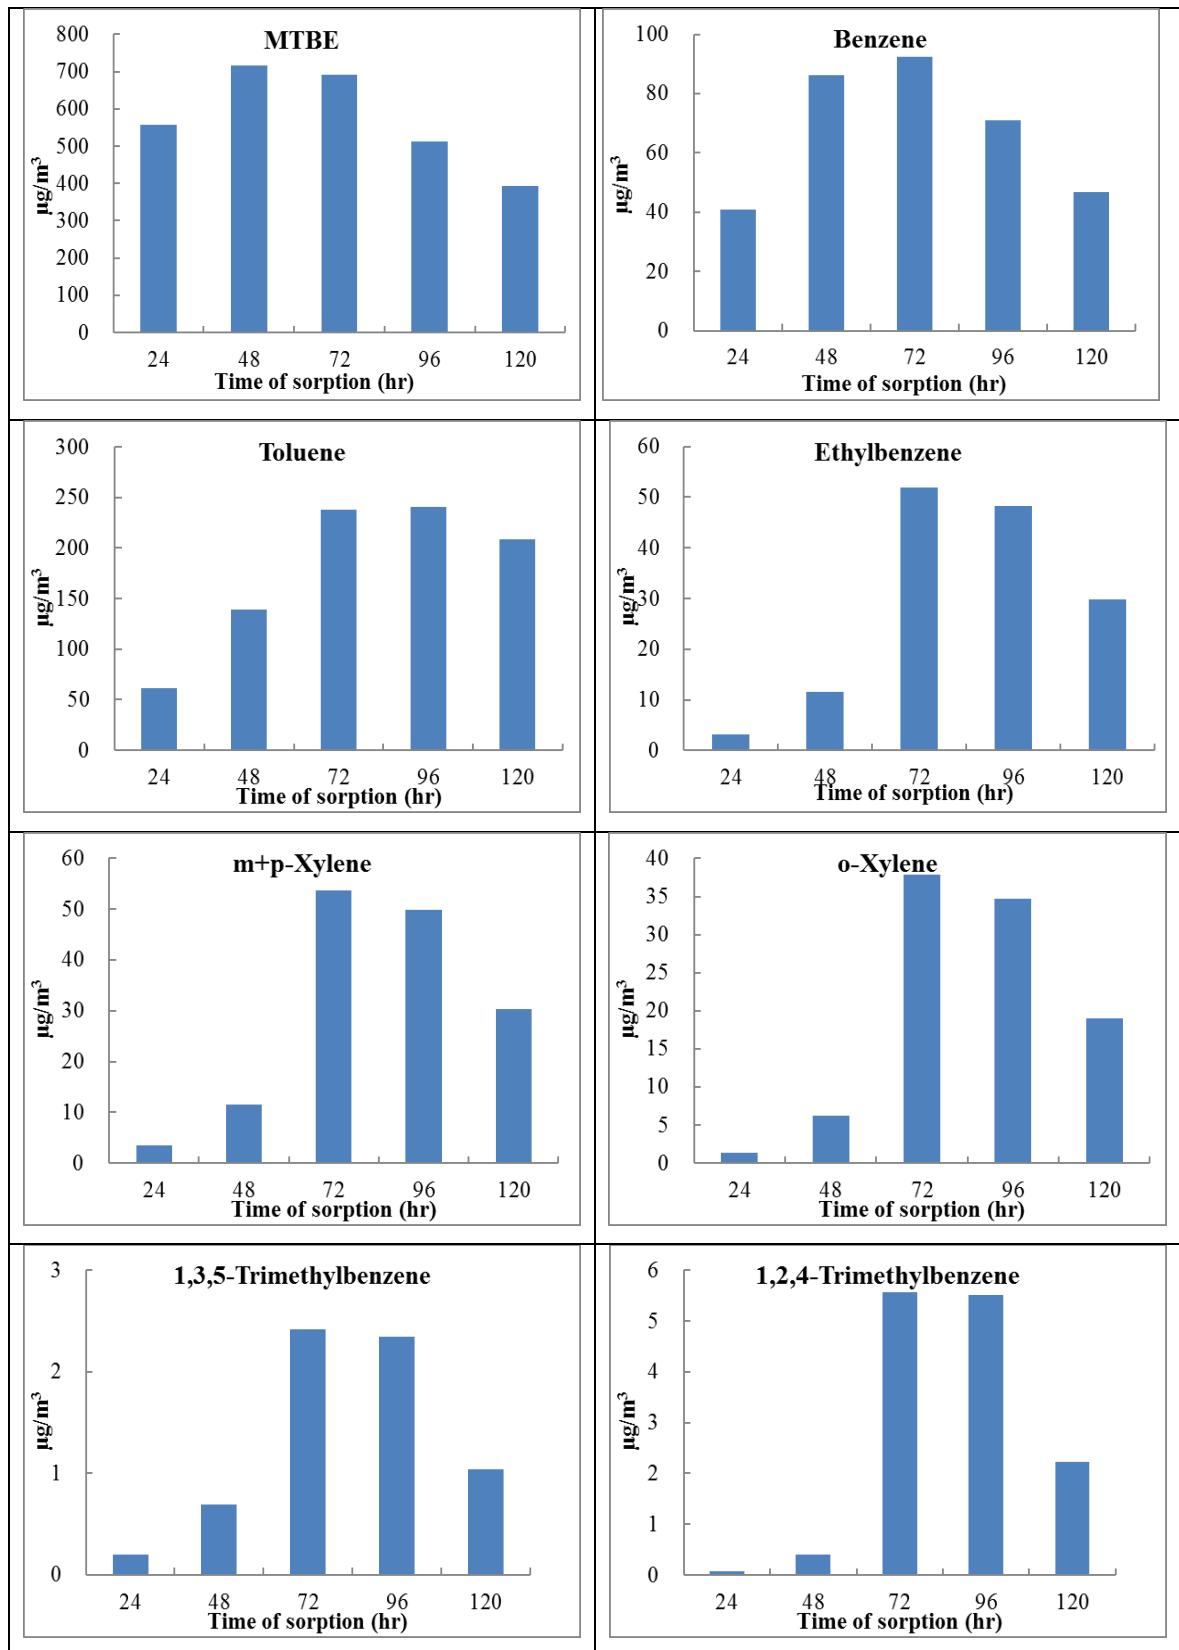 MTBE
800
700
600
500
400
300
200
100
0
µg/m³
24 48 72 96 120
Time of sorption (hr)
Benzene
100
80
60
40
20
0
µg/m³
24 48 72 96 120
Time of sorption (hr)
Toluene
300
250
200
150
100
50
0
µg/m³
24 48 72 96 120
Time of sorption (hr)
Ethylbenzene
60
50
40
30
20
10
0
µg/m³
24 48 72 96 120
Time of sorption (hr)
m+p-Xylene
60
50
40
30
20
10
0
µg/m³
24 48 72 96 120
Time of sorption (hr)
o-Xylene
40
35
30
25
20
15
10
5
0
µg/m³
24 48 72 96 120
Time of sorption (hr)
1,3,5-Trimethylbenzene
3
2
1
0
µg/m³
24 48 72 96 120
Time of sorption (hr)
1,2,4-Trimethylbenzene
6
5
4
3
2
1
0
µg/m³
24 48 72 96 120
Time of sorption (hr)